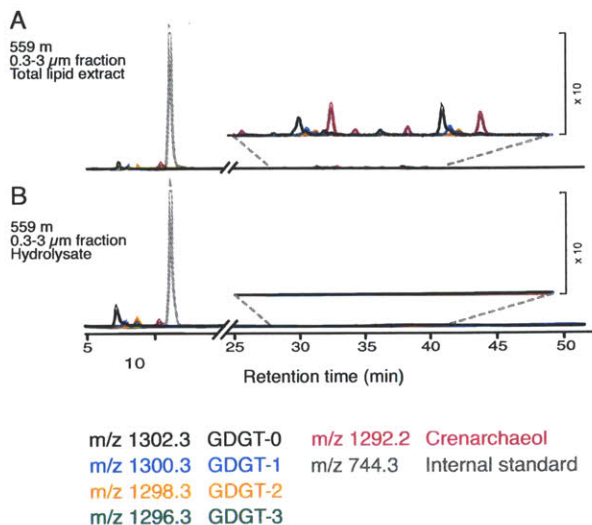 A
559 m
0.3-3 µm fraction
Total lipid extract
x 10
B
559 m
0.3-3 µm fraction
Hydrolysate
x 10
5 10 25 30 35 40 45 50
Retention time (min)
m/z 1302.3 GDGT-0 m/z 1292.2 Crenarchaeol
m/z 1300.3 GDGT-1 m/z 744.3 Internal standard
m/z 1298.3 GDGT-2
m/z 1296.3 GDGT-3